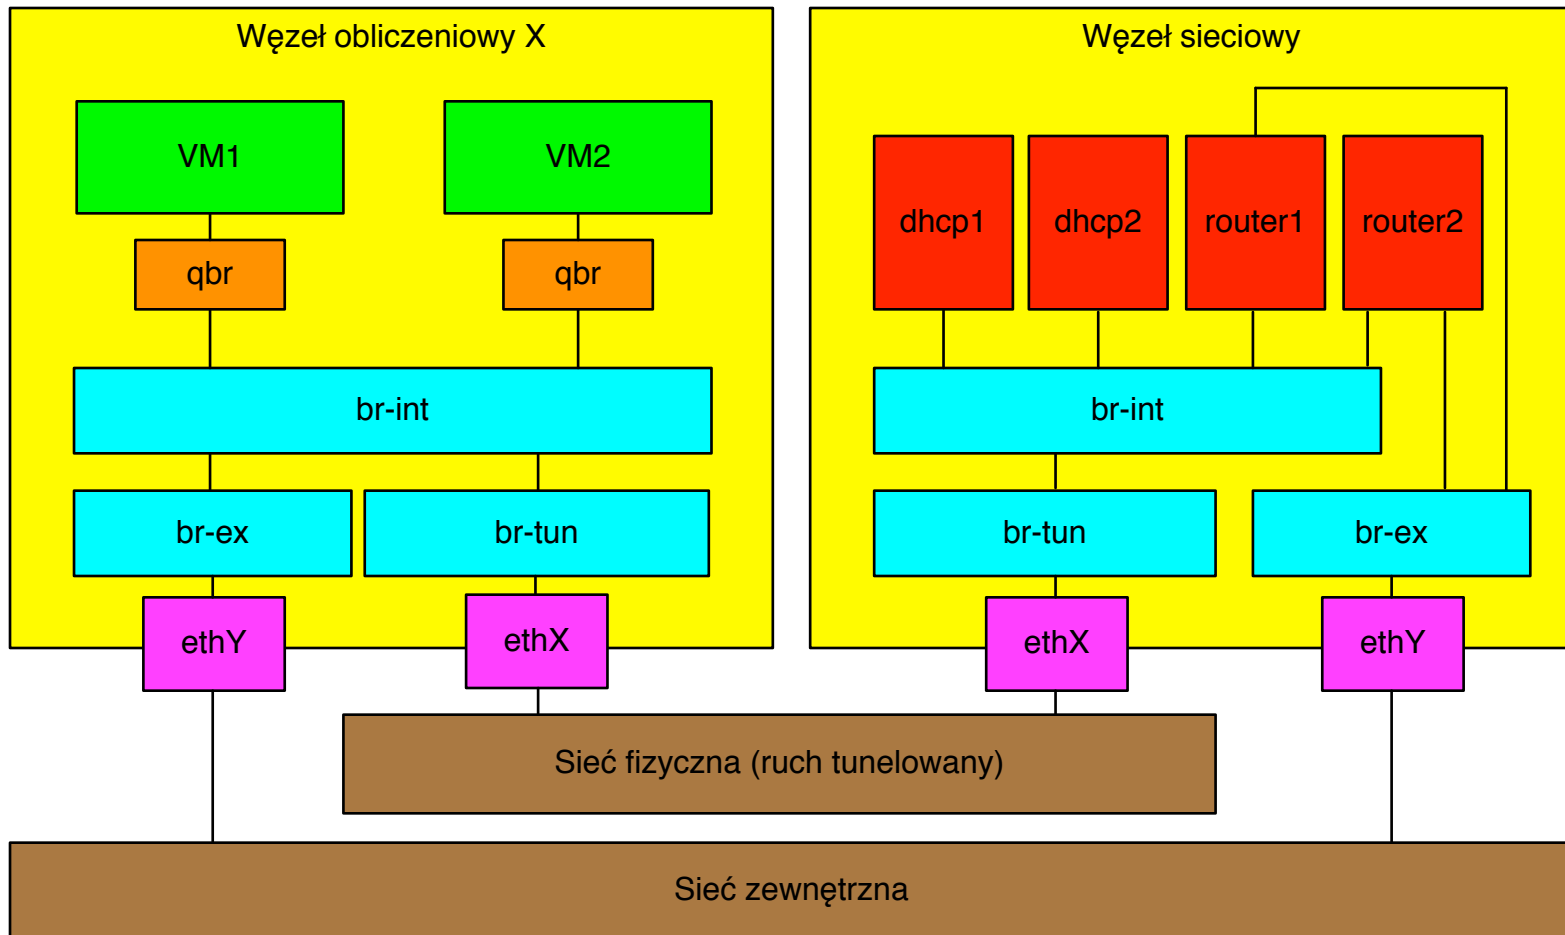 Węzeł obliczeniowy X
VM1
VM2
qbr
qbr
br-int
br-ex
br-tun
ethY
ethX
Węzeł sieciowy
dhcp1
dhcp2
router1
router2
br-int
br-tun
br-ex
ethX
ethY
Sieć fizyczna (ruch tunelowany)
Sieć zewnętrzna